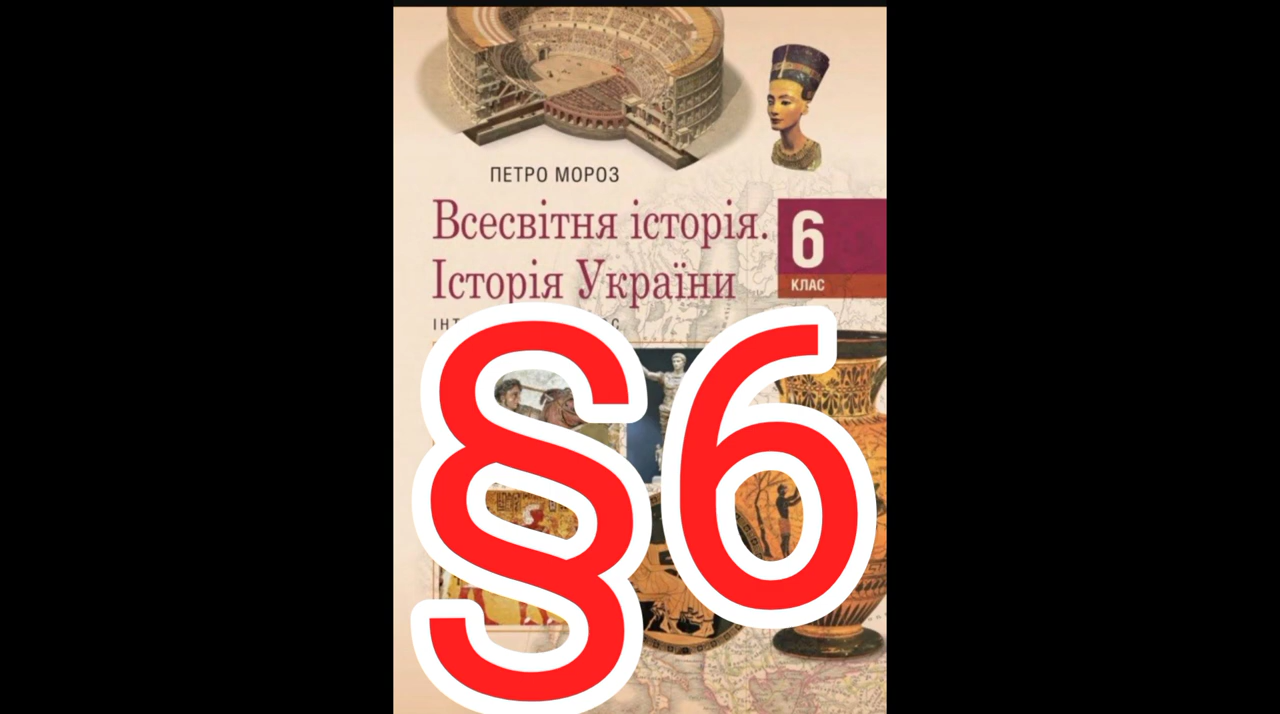 ПЕТРО МОРОЗ
Всесвітня історія.
Історія України
6
КЛАС
§6